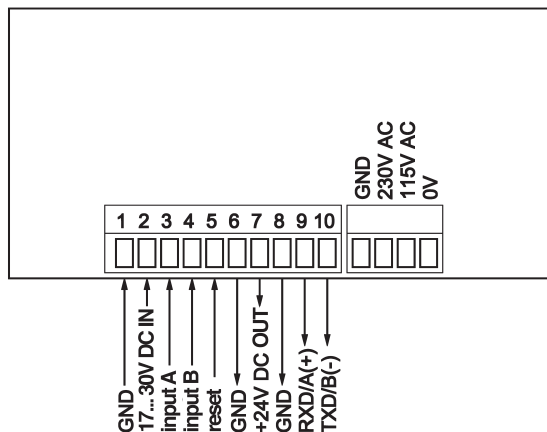 GND
230V AC
115V AC
0V
1 2 3 4 5 6 7 8 9 10
GND
17... 30V DC IN
input A
input B
reset
GND
+24V DC OUT
GND
RXD/A(+)
TXD/B(-)